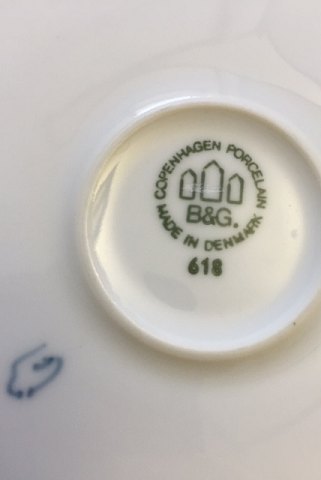 COPENHAGEN PORCELAIN
B&G.
MADE IN DENMARK
618